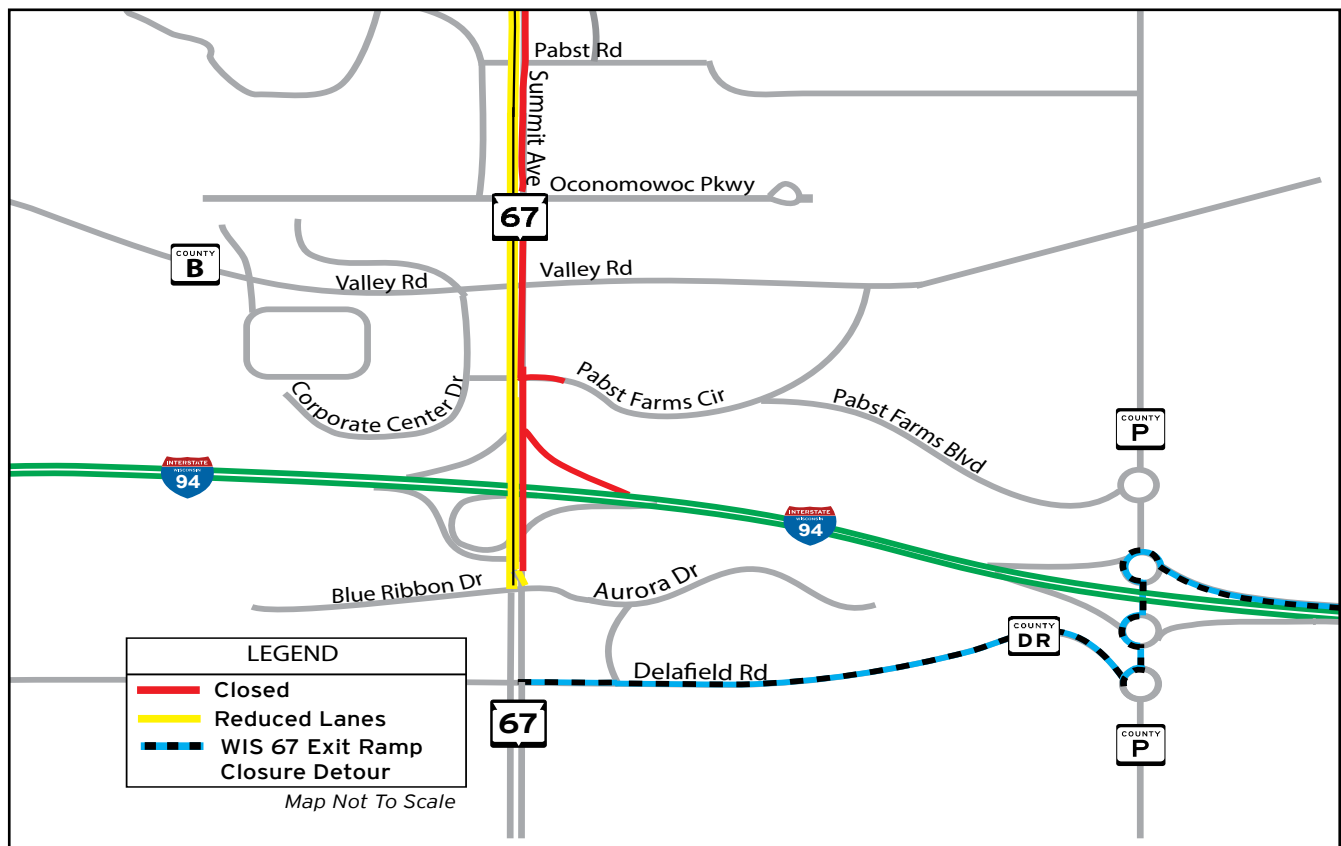 Pabst Rd
Summit Ave
Oconomowoc Pkwy
67
COUNTY
B
Valley Rd
Valley Rd
Corporate Center Dr
Pabst Farms Cir
Pabst Farms Blvd
COUNTY
P
INTERSTATE
WISCONSIN
94
INTERSTATE
WISCONSIN
94
Blue Ribbon Dr
Aurora Dr
COUNTY
DR
Delafield Rd
67
COUNTY
P
LEGEND
Closed
Reduced Lanes
WIS 67 Exit Ramp
Closure Detour
Map Not To Scale